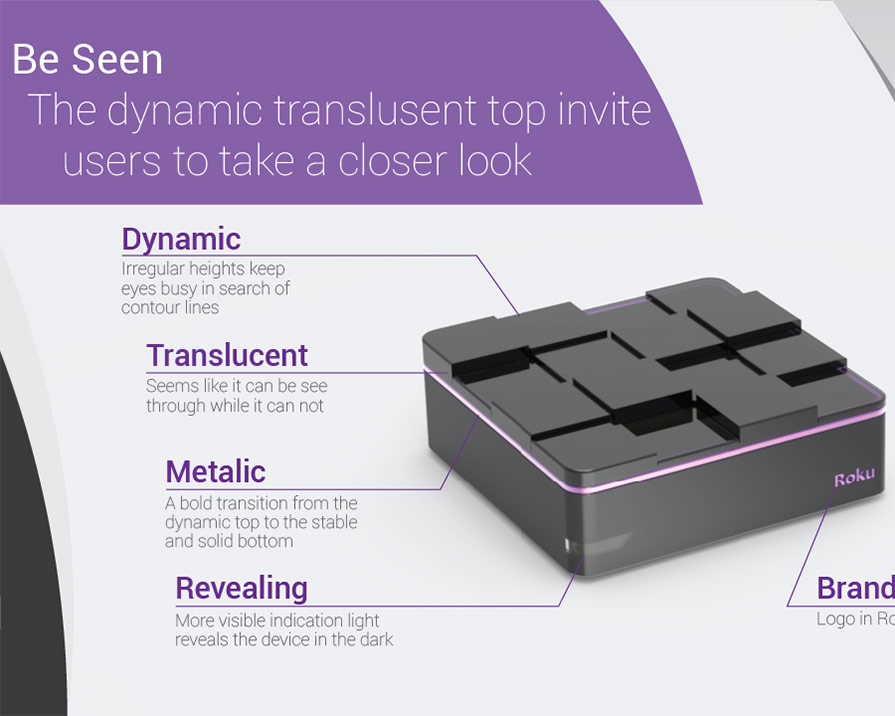 Be Seen
The dynamic translusent top invite
users to take a closer look
Dynamic
Irregular heights keep
eyes busy in search of
contour lines
Translucent
Seems like it can be see
through while it can not
Metalic
A bold transition from the
dynamic top to the stable
and solid bottom
Revealing
More visible indication light
reveals the device in the dark
Roku
Brand
Logo in Ro